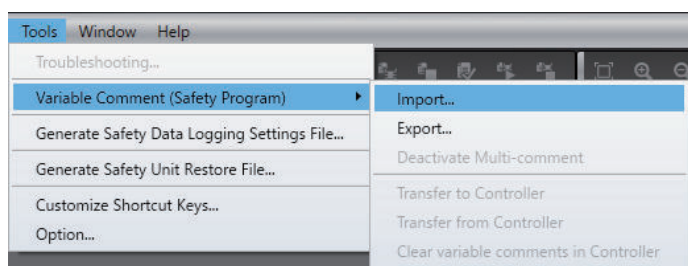 Tools Window Help
Troubleshooting...
Variable Comment (Safety Program)
Generate Safety Data Logging Settings File...
Generate Safety Unit Restore File...
Customize Shortcut Keys...
Option...
Import...
Export...
Deactivate Multi-comment
Transfer to Controller
Transfer from Controller
Clear variable comments in Controller